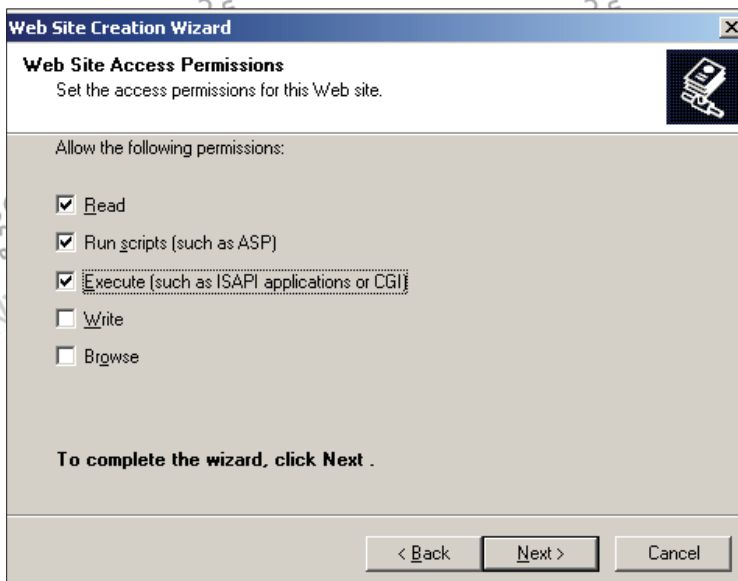 Web Site Creation Wizard
Web Site Access Permissions
Set the access permissions for this Web site.
Allow the following permissions:
Read
Run scripts (such as ASP)
Execute (such as ISAPI applications or CGI)
Write
Browse
To complete the wizard, click Next .
< Back Next > Cancel